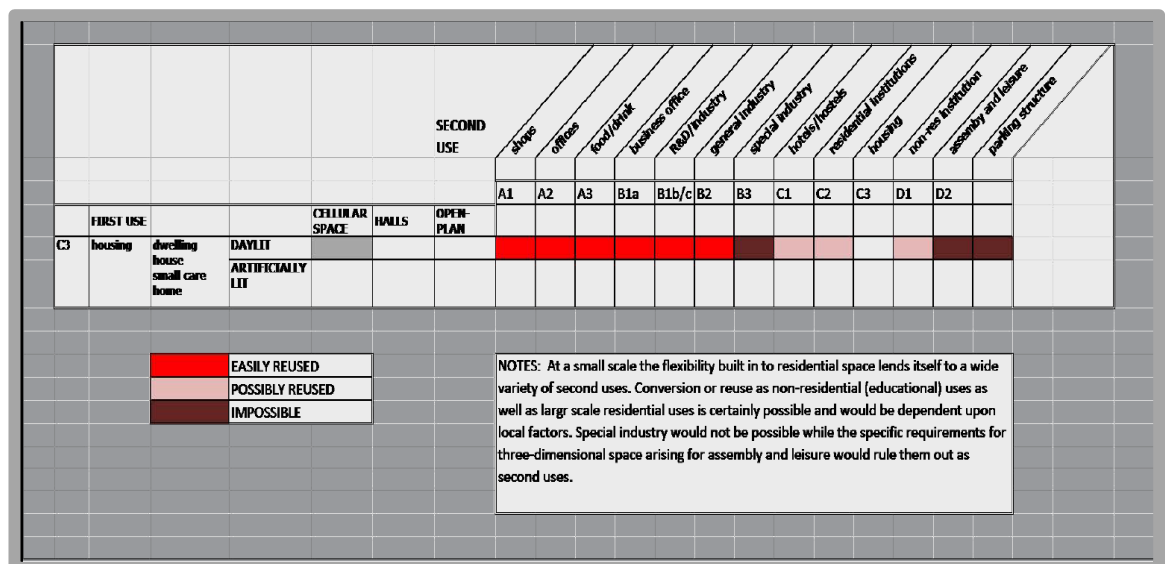 SECOND
USE
shops
offices
food/drink
business office
R&D/industry
general industry
special industry
hotels/hostels
residential institutions
housing
non-res institution
assemby and leisure
parking structure
A1 A2 A3 B1a B1b/c B2 B3 C1 C2 C3 D1 D2
FIRST USE CELLULAR SPACE HALLS OPEN-PLAN
C3 housing dwelling DAYLIT
house
small care ARTIFICIALLY
home LIT
EASILY REUSED
POSSIBLY REUSED
IMPOSSIBLE
NOTES: At a small scale the flexibility built in to residential space lends itself to a wide
variety of second uses. Conversion or reuse as non-residential (educational) uses as
well as largr scale residential uses is certainly possible and would be dependent upon
local factors. Special industry would not be possible while the specific requirements for
three-dimensional space arising for assembly and leisure would rule them out as
second uses.